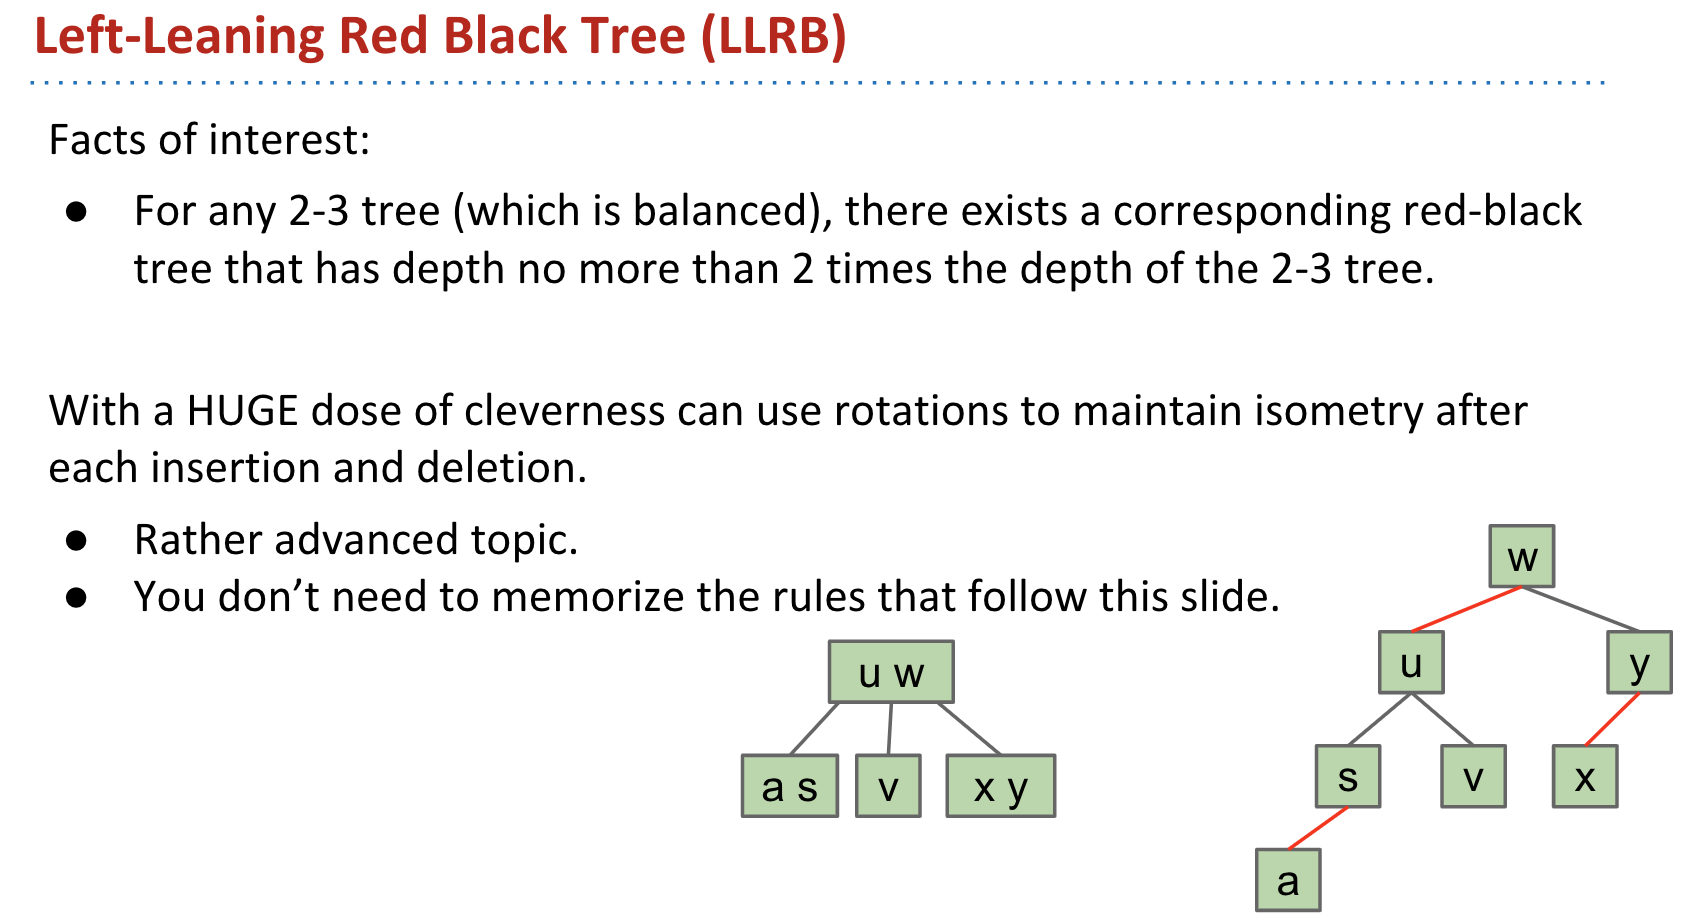 Left-Leaning Red Black Tree (LLRB)
Facts of interest:
● For any 2-3 tree (which is balanced), there exists a corresponding red-black
tree that has depth no more than 2 times the depth of the 2-3 tree.
With a HUGE dose of cleverness can use rotations to maintain isometry after
each insertion and deletion.
● Rather advanced topic.
● You don’t need to memorize the rules that follow this slide.
u w
a s v x y
w
u y
s v x
a